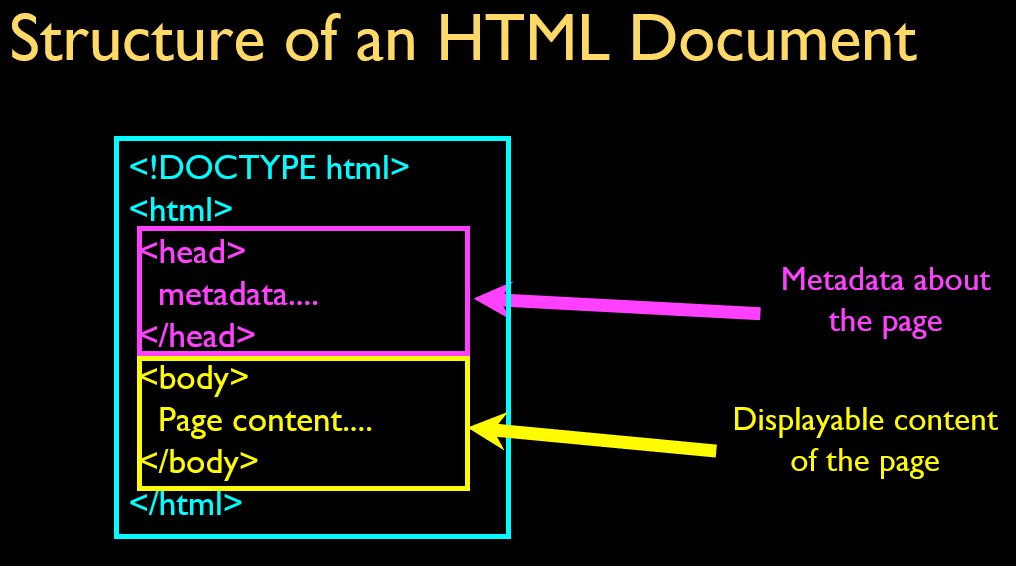 Structure of an HTML Document
<!DOCTYPE html>
<html>
<head>
metadata....
</head>
<body>
Page content....
</body>
</html>
Metadata about
the page
Displayable content
of the page